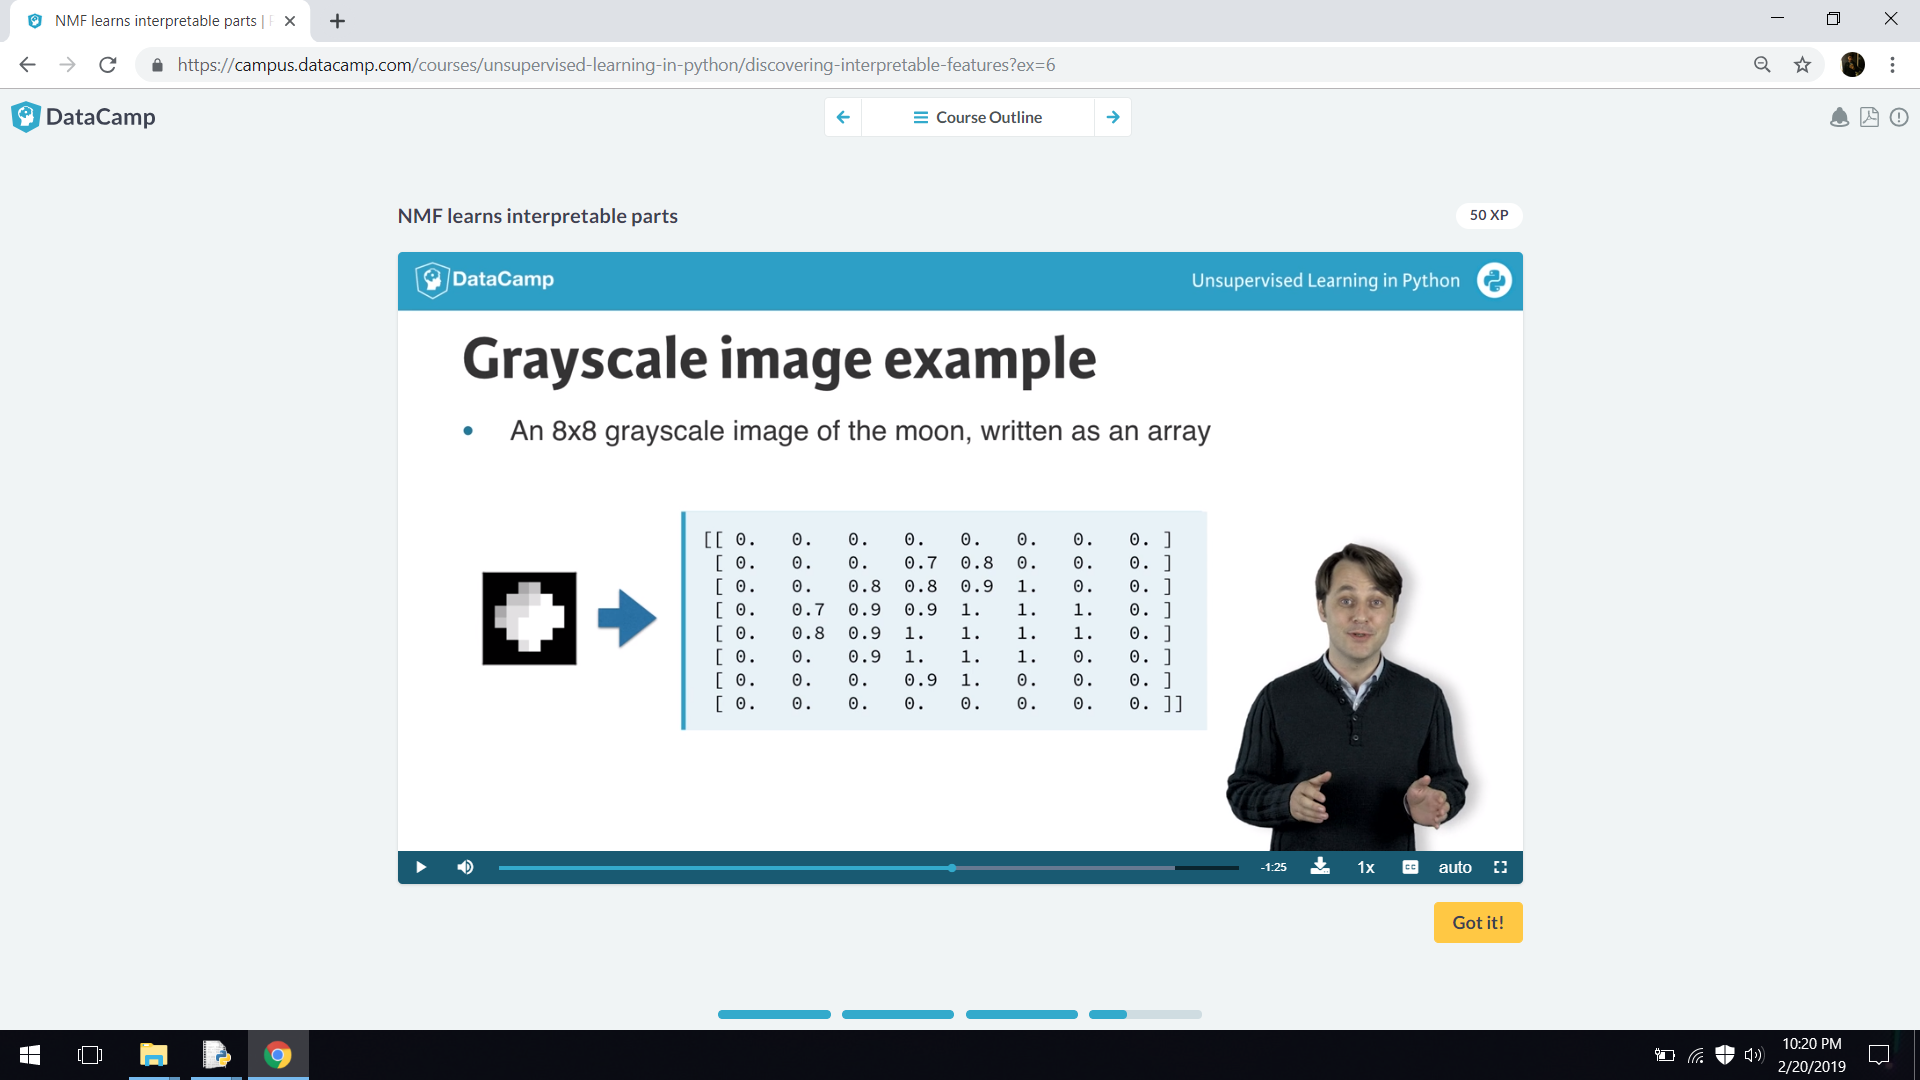 NMF learns interpretable parts |
https://campus.datacamp.com/courses/unsupervised-learning-in-python/discovering-interpretable-features?ex=6
DataCamp
Course Outline
NMF learns interpretable parts
50 XP
DataCamp
Unsupervised Learning in Python
Grayscale image example
• An 8x8 grayscale image of the moon, written as an array
[[ 0. 0. 0. 0. 0. 0. 0. 0. ]
[ 0. 0. 0. 0.7 0.8 0. 0. 0. ]
[ 0. 0. 0.8 0.8 0.9 1. 0. 0. ]
[ 0. 0.7 0.9 0.9 1. 1. 1. 0. ]
[ 0. 0.8 0.9 1. 1. 1. 1. 0. ]
[ 0. 0. 0.9 1. 1. 1. 0. 0. ]
[ 0. 0. 0. 0.9 1. 0. 0. 0. ]
[ 0. 0. 0. 0. 0. 0. 0. 0. ]]
-1:25
1x
CC
auto
Got it!
10:20 PM
2/20/2019